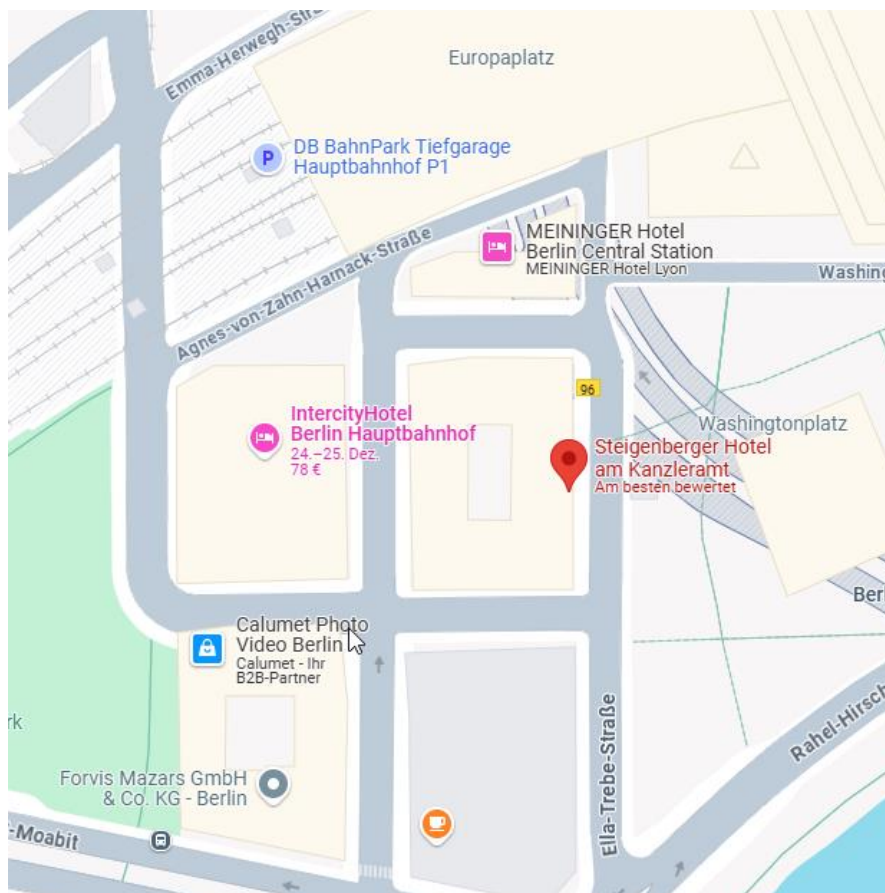 Europaplatz
Emma-Herwegh-Straß
P
DB BahnPark Tiefgarage
Hauptbahnhof P1
MEININGER Hotel
Berlin Central Station
MEININGER Hotel Lyon
Washing
Agnes-von-Zahn-Harnack-Straße
96
IntercityHotel
Berlin Hauptbahnhof
24.–25. Dez.
78 €
Washingtonplatz
Steigenberger Hotel
am Kanzleramt
Am besten bewertet
Ber
Calumet Photo
Video Berlin
Calumet - Ihr
B2B-Partner
rk
Ella-Trebe-Straße
Rahel-Hirsch
Forvis Mazars GmbH
& Co. KG - Berlin
-Moabit